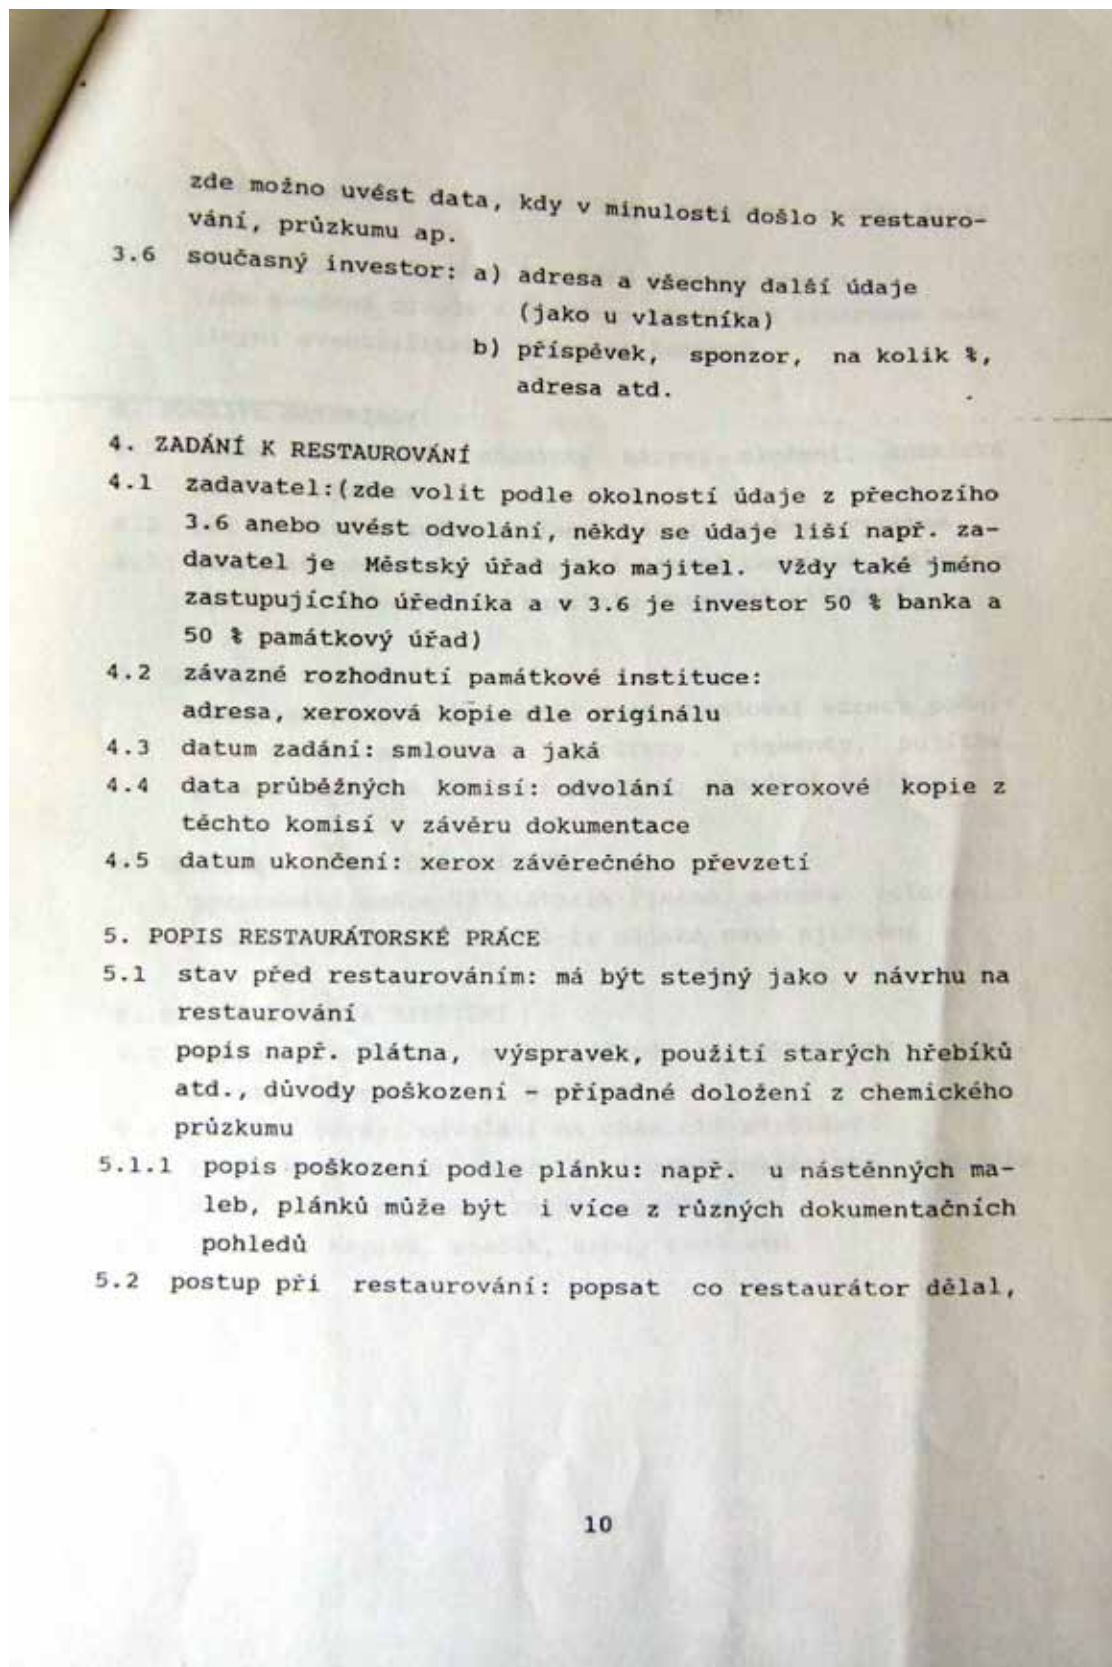 zde možno uvést data, kdy v minulosti došlo k restauro-
vání, průzkumu ap.
3.6 současný investor: a) adresa a všechny další údaje
(jako u vlastníka)
b) příspěvek, sponzor, na kolik %,
adresa atd.
4. ZADÁNÍ K RESTAUROVÁNÍ
4.1 zadavatel:(zde volit podle okolností údaje z přechozího
3.6 anebo uvést odvolání, někdy se údaje liší např. za-
davatel je Městský úřad jako majitel. Vždy také jméno
zastupujícího úředníka a v 3.6 je investor 50 % banka a
50 % památkový úřad)
4.2 závazné rozhodnutí památkové instituce:
adresa, xeroxová kopie dle originálu
4.3 datum zadání: smlouva a jaká
4.4 data průběžných komisí: odvolání na xeroxové kopie z
těchto komisí v závěru dokumentace
4.5 datum ukončení: xerox závěrečného převzetí
5. POPIS RESTAURÁTORSKÉ PRÁCE
5.1 stav před restaurováním: má být stejný jako v návrhu na
restaurování
popis např. plátna, výspravek, použití starých hřebíků
atd., důvody poškození - případné doložení z chemického
průzkumu
5.1.1 popis poškození podle plánku: např. u nástěnných ma-
leb, plánků může být i více z různých dokumentačních
pohledů
5.2 postup při restaurování: popsat co restaurátor dělal,
10